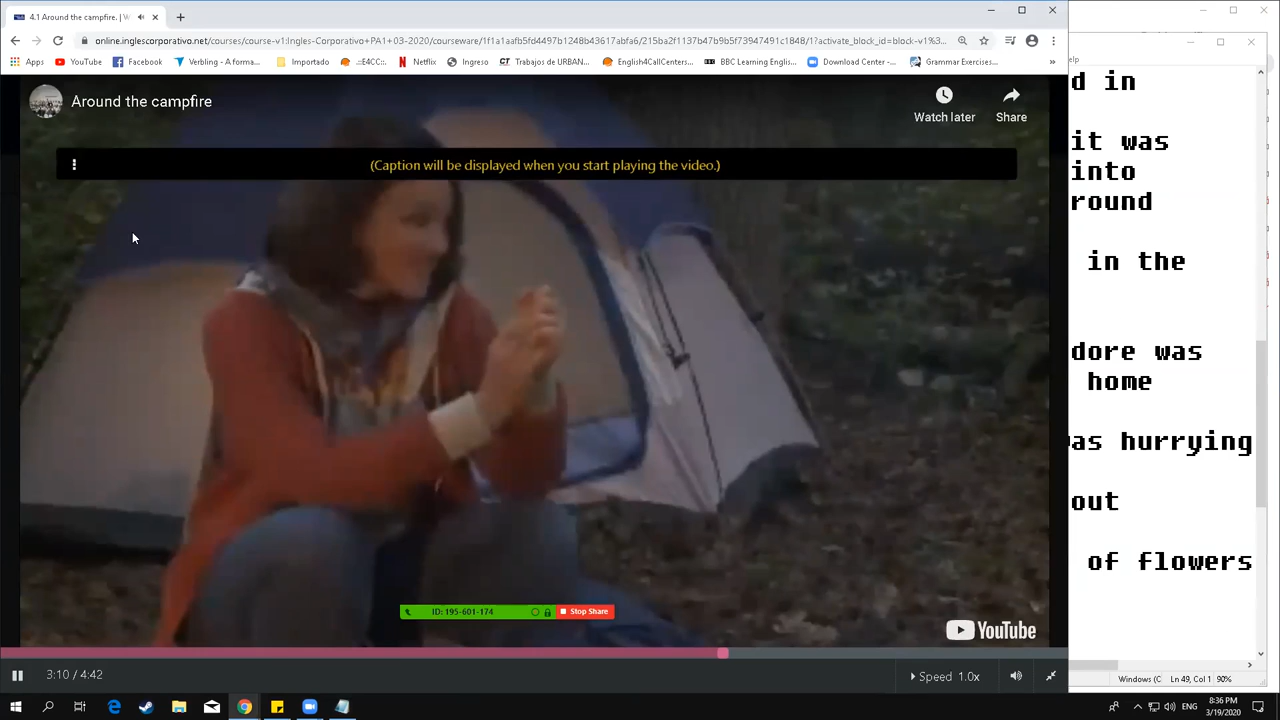 4.1 Around the campfire. | W
online.inglescorporativo.net/courses/course-v1:Ingles-Corporativo+PA1+03-2020/courseware/1f1a1aafb5fd4497b1248b43617abfa6/215ba2f1137b47b9b5f73947491c1848/1?activate_block_id=block-v1%3...
Apps YouTube Facebook Verbling - A forma... Importado .::E4CC:. Netflix Ingreso Trabajos de URBAN... English4CallCenters... BBC Learning Englis... Download Center -... Grammar Exercises... »
elp
Around the campfire
Watch later Share
(Caption will be displayed when you start playing the video.)
d in
it was
into
round
in the
dore was
home
as hurrying
out
of flowers
ID: 195-601-174 Stop Share
YouTube
3:10 / 4:42 Speed 1.0x
Windows (C Ln 49, Col 1 90%
ENG 8:36 PM
3/19/2020